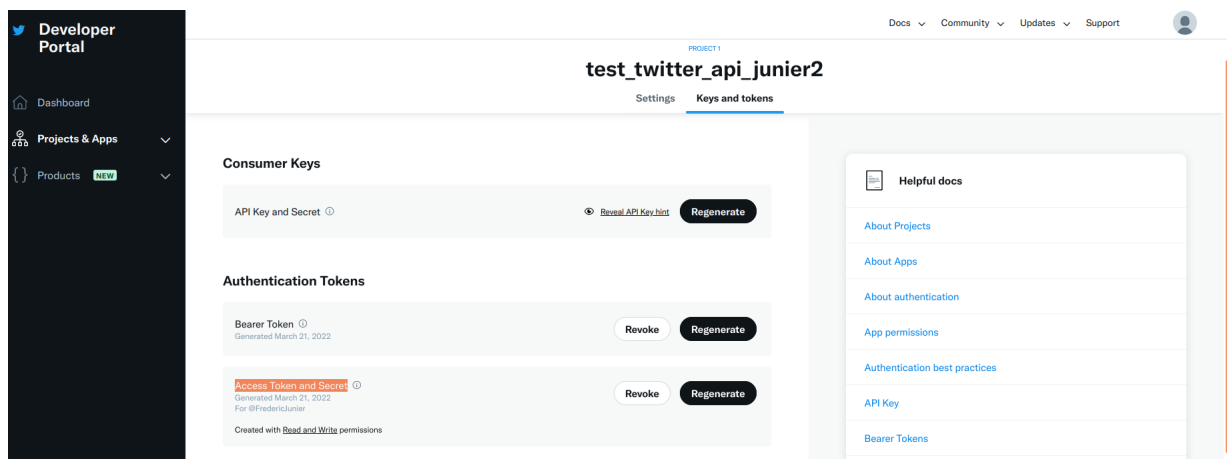 Developer
Portal
Docs
Community
Updates
Support
PROJECT 1
test_twitter_api_junier2
Settings
Keys and tokens
Dashboard
Projects & Apps
Products NEW
Consumer Keys
API Key and Secret
Reveal API Key hint
Regenerate
Authentication Tokens
Bearer Token
Generated March 21, 2022
Revoke
Regenerate
Access Token and Secret
Generated March 21, 2022
For @FredericJunier
Revoke
Regenerate
Created with Read and Write permissions
Helpful docs
About Projects
About Apps
About authentication
App permissions
Authentication best practices
API Key
Bearer Tokens